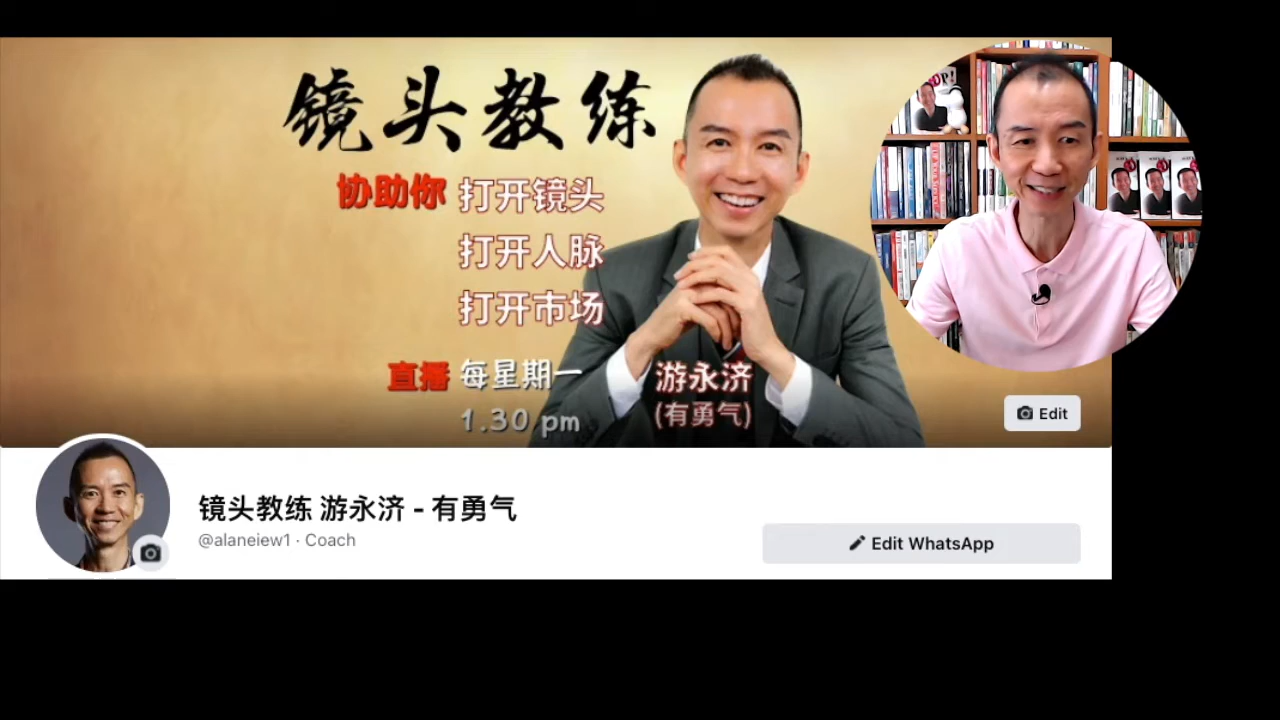 镜头教练
协助你 打开镜头
打开人脉
打开市场
直播 每星期一
1.30 pm
游永济
(有勇气)
Edit
镜头教练 游永济 - 有勇气
@alaneiew1 · Coach
Edit WhatsApp